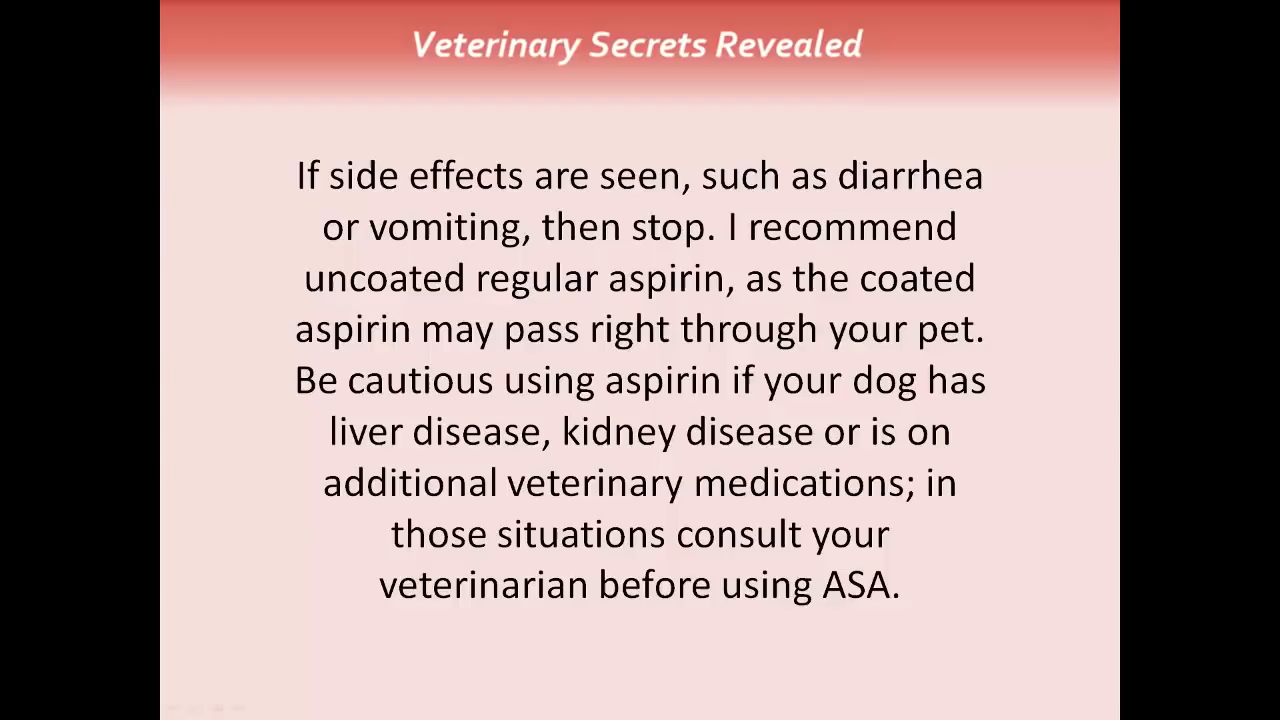 Veterinary Secrets Revealed
If side effects are seen, such as diarrhea
or vomiting, then stop. I recommend
uncoated regular aspirin, as the coated
aspirin may pass right through your pet.
Be cautious using aspirin if your dog has
liver disease, kidney disease or is on
additional veterinary medications; in
those situations consult your
veterinarian before using ASA.